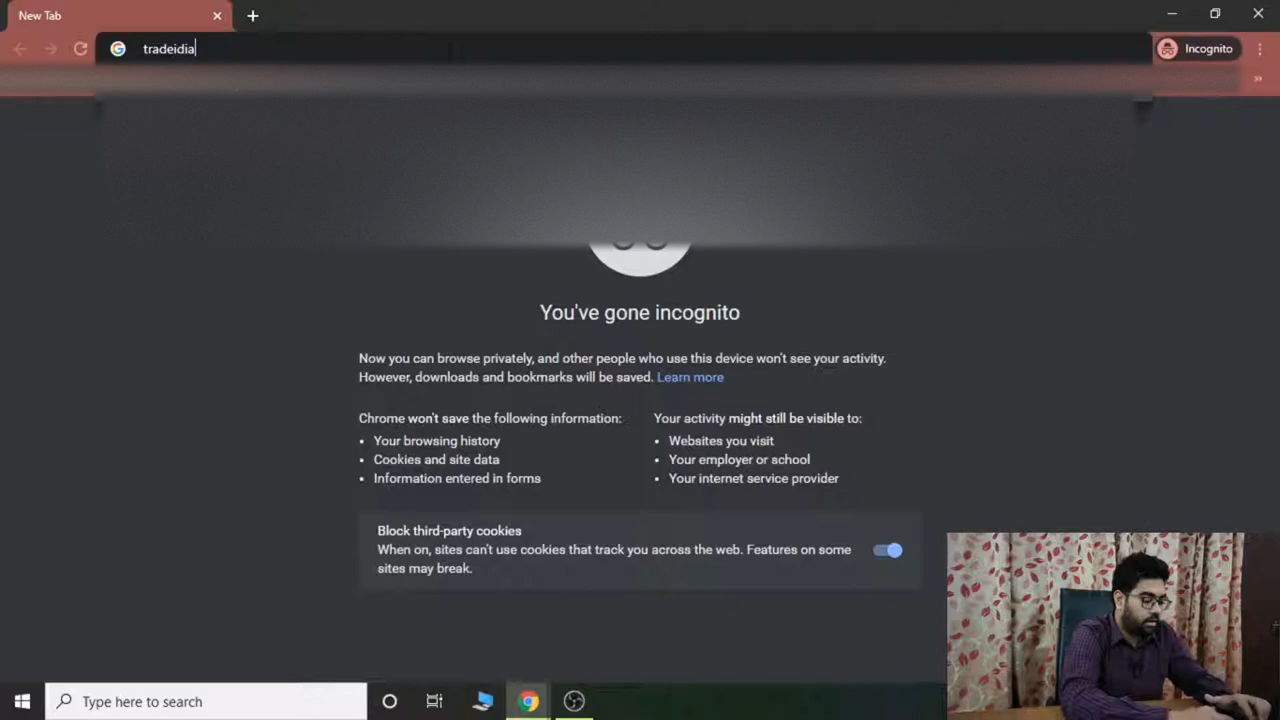 New Tab
tradeidia
Incognito
You've gone incognito
Now you can browse privately, and other people who use this device won't see your activity.
However, downloads and bookmarks will be saved. Learn more
Chrome won't save the following information:
• Your browsing history
• Cookies and site data
• Information entered in forms
Your activity might still be visible to:
• Websites you visit
• Your employer or school
• Your internet service provider
Block third-party cookies
When on, sites can't use cookies that track you across the web. Features on some
sites may break.
Type here to search